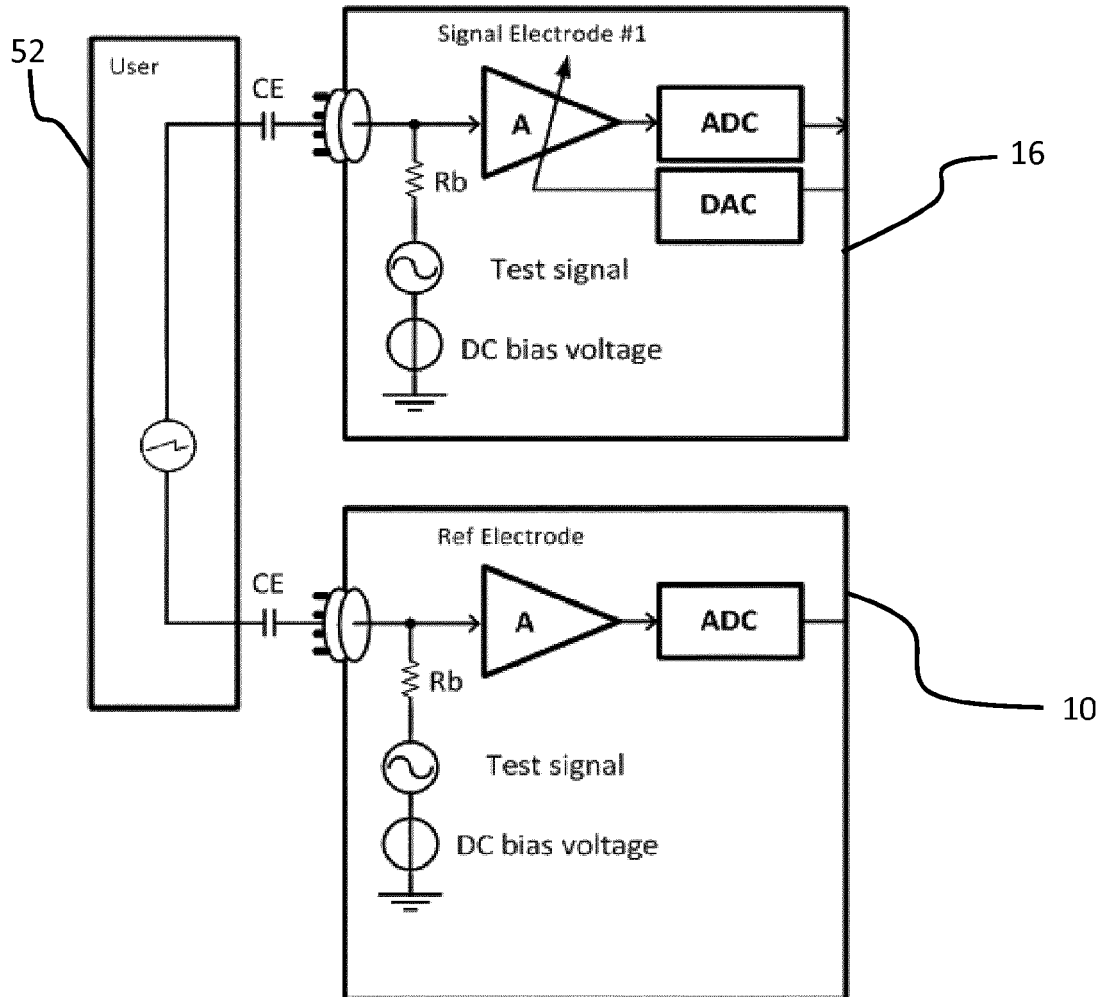 52
User
CE
Signal Electrode #1
A
ADC
DAC
Rb
Test signal
DC bias voltage
16
CE
Ref Electrode
A
ADC
Rb
Test signal
DC bias voltage
10